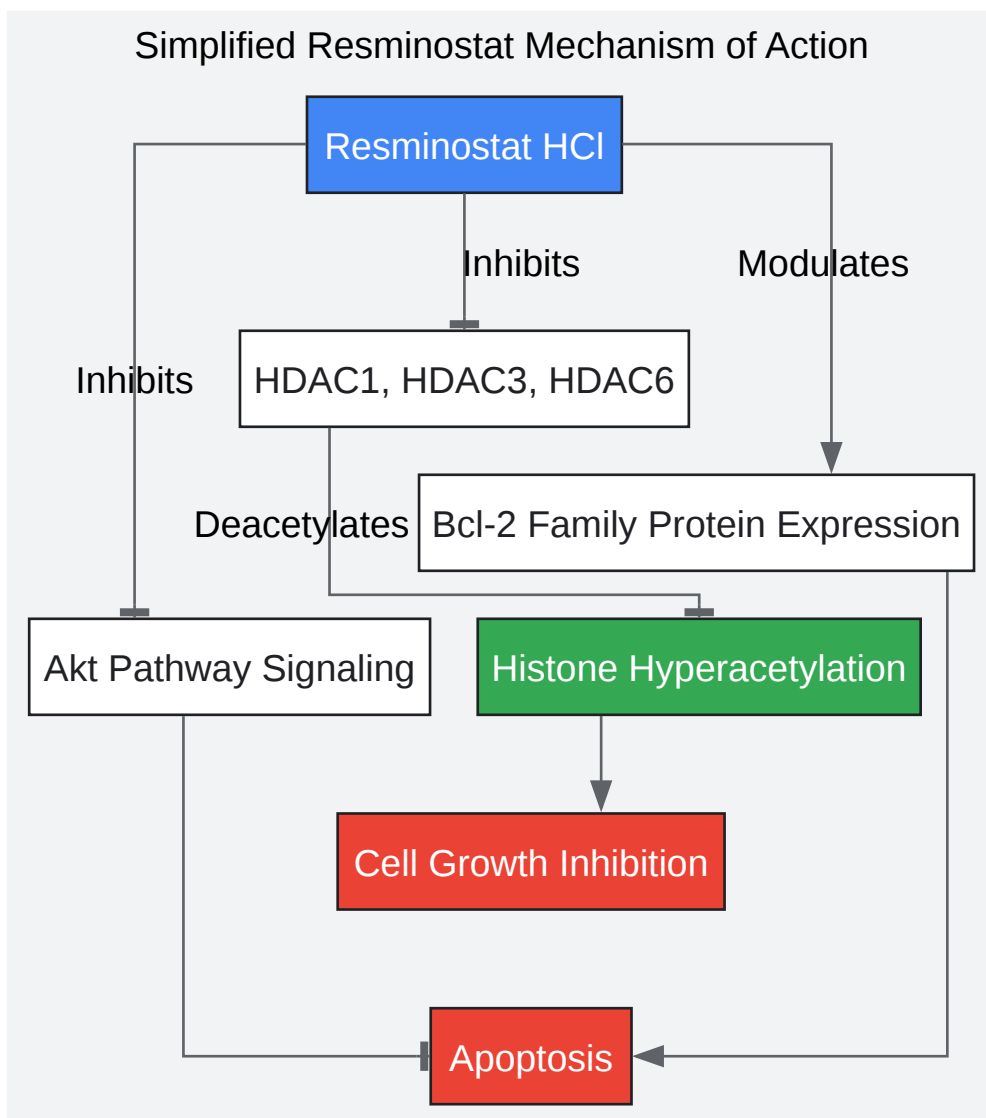 Simplified Resminostat Mechanism of Action
Resminostat HCl
Inhibits
Modulates
Inhibits
HDAC1, HDAC3, HDAC6
Deacetylates
Bcl-2 Family Protein Expression
Akt Pathway Signaling
Histone Hyperacetylation
Cell Growth Inhibition
Apoptosis